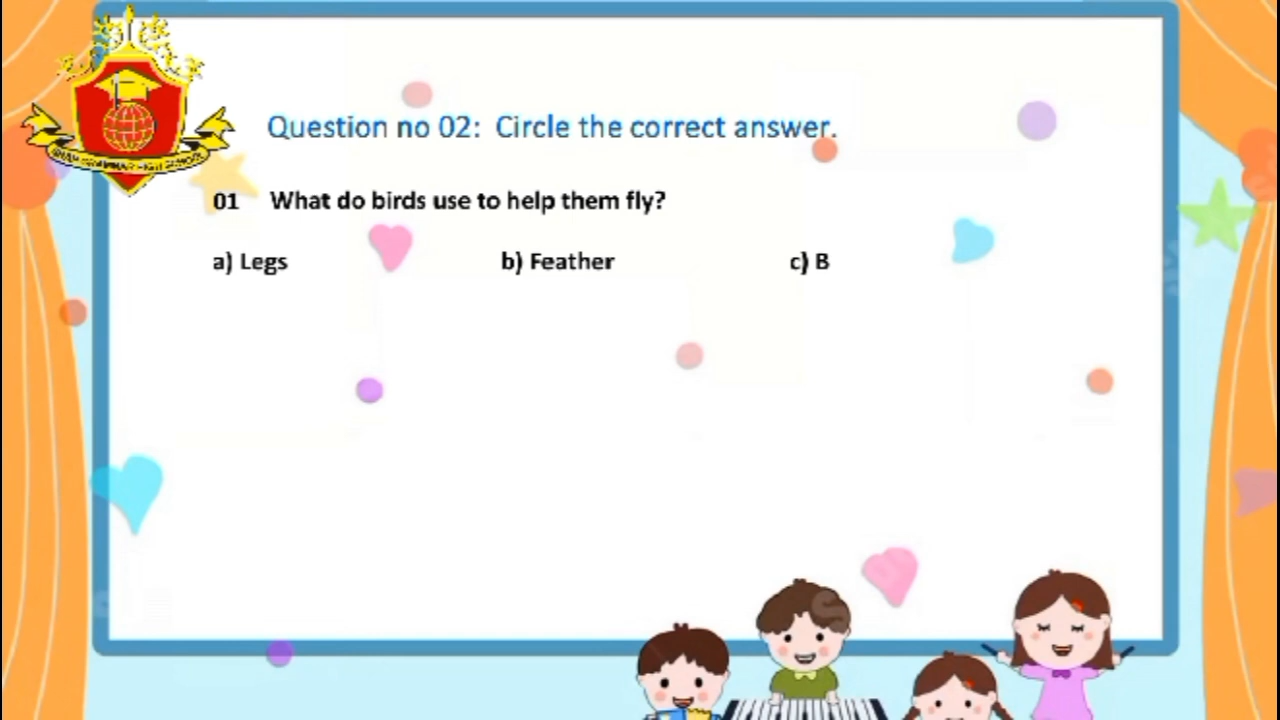 Question no 02: Circle the correct answer.
01 What do birds use to help them fly?
a) Legs b) Feather c) B